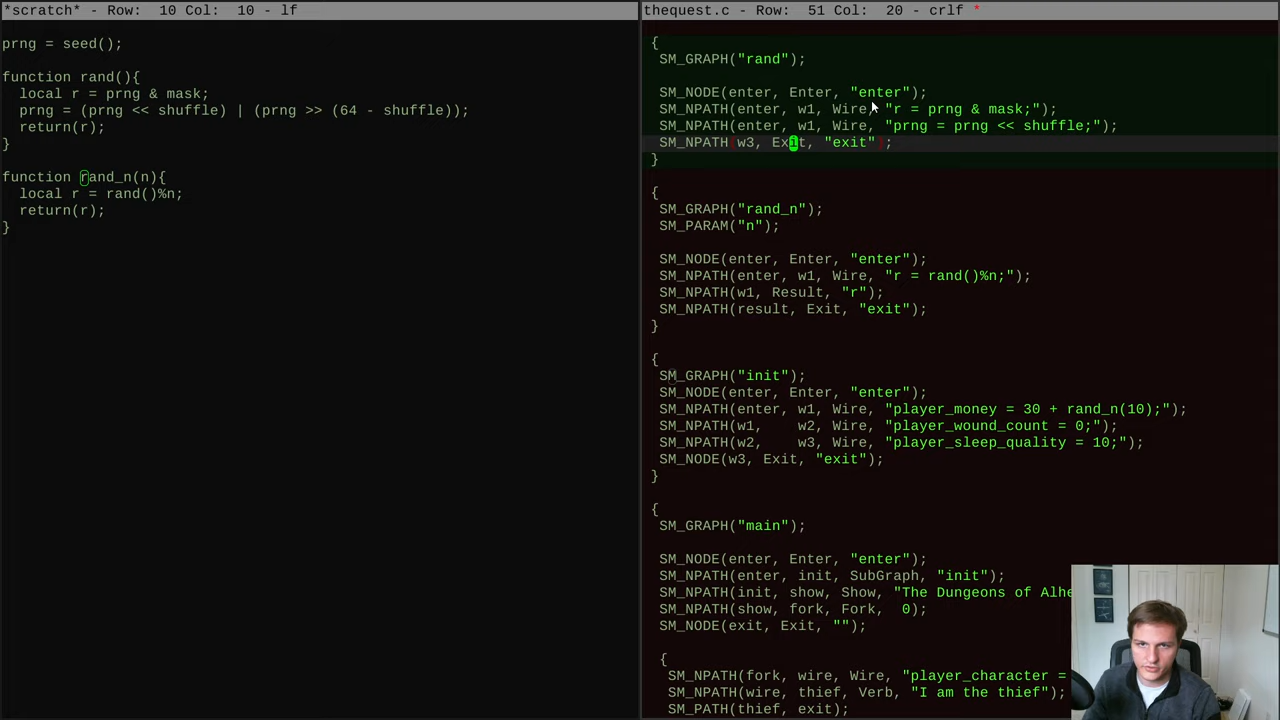 *scratch* - Row:  10 Col:  10 - lf
prng = seed();
function rand(){
  local r = prng & mask;
  prng = (prng << shuffle) | (prng >> (64 - shuffle));
  return(r);
}
function rand_n(n){
  local r = rand()%n;
  return(r);
}
thequest.c - Row:  51 Col:  20 - crlf *
{
 SM_GRAPH("rand");
 SM_NODE(enter, Enter, "enter");
 SM_NPATH(enter, w1, Wire, "r = prng & mask;");
 SM_NPATH(enter, w1, Wire, "prng = prng << shuffle;");
 SM_NPATH(w3, Exit, "exit");
}
{
 SM_GRAPH("rand_n");
 SM_PARAM("n");
 SM_NODE(enter, Enter, "enter");
 SM_NPATH(enter, w1, Wire, "r = rand()%n;");
 SM_NPATH(w1, Result, "r");
 SM_NPATH(result, Exit, "exit");
}
{
 SM_GRAPH("init");
 SM_NODE(enter, Enter, "enter");
 SM_NPATH(enter, w1, Wire, "player_money = 30 + rand_n(10);");
 SM_NPATH(w1,    w2, Wire, "player_wound_count = 0;");
 SM_NPATH(w2,    w3, Wire, "player_sleep_quality = 10;");
 SM_NODE(w3, Exit, "exit");
}
{
 SM_GRAPH("main");
 SM_NODE(enter, Enter, "enter");
 SM_NPATH(enter, init, SubGraph, "init");
 SM_NPATH(init, show, Show, "The Dungeons of Alhe
 SM_NPATH(show, fork, Fork,  0);
 SM_NODE(exit, Exit, "");
 {
  SM_NPATH(fork, wire, Wire, "player_character =
  SM_NPATH(wire, thief, Verb, "I am the thief");
  SM_PATH(thief, exit);